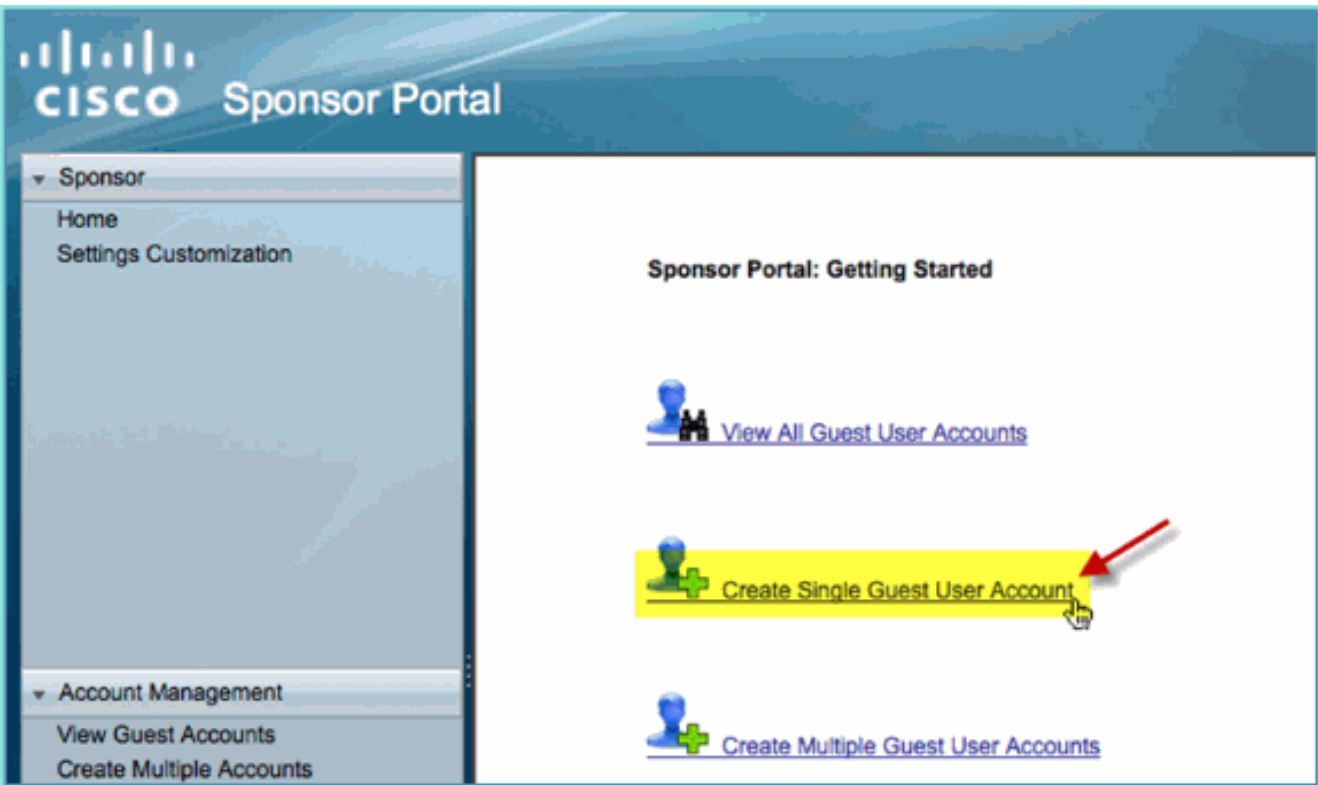 CISCO Sponsor Portal
Sponsor
Home
Settings Customization
Sponsor Portal: Getting Started
View All Guest User Accounts
Create Single Guest User Account
Account Management
View Guest Accounts
Create Multiple Accounts
Create Multiple Guest User Accounts